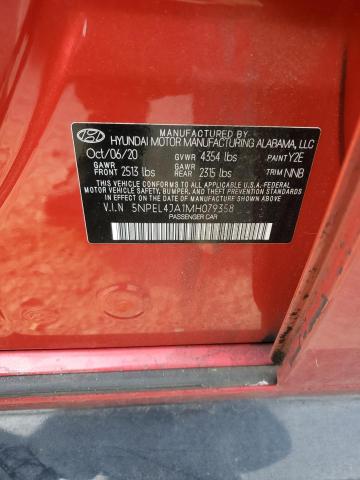 MANUFACTURED BY
HYUNDAI MOTOR MANUFACTURING ALABAMA, LLC
Oct/06/20 GVWR 4354 lbs PAINT Y2E
GAWR FRONT 2513 lbs GAWR REAR 2315 lbs TRIM NNB
THIS VEHICLE CONFORMS TO ALL APPLICABLE U.S. FEDERAL
MOTOR VEHICLE SAFETY, BUMPER, AND THEFT PREVENTION
STANDARDS IN EFFECT ON THE DATE OF MANUFACTURE
SHOWN ABOVE.
V.I.N 5NPEL4JA1MH079358
PASSENGER CAR